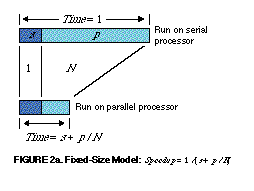 Time = 1
s p
Run on serial
processor
1 N
Run on parallel processor
Time = s + p / N
FIGURE 2a. Fixed-Size Model: Speedup = 1 / (s + p / N)